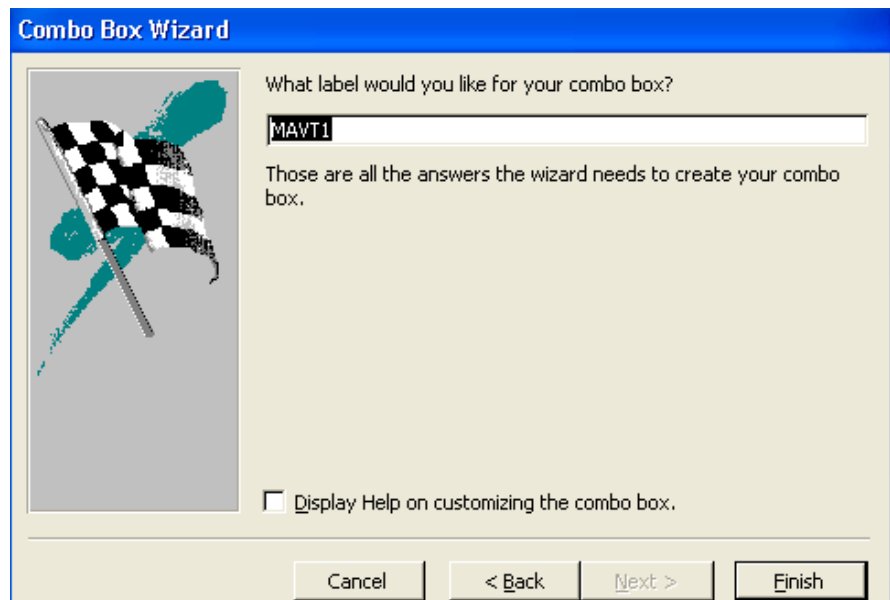 Combo Box Wizard
What label would you like for your combo box?
MAVT1
Those are all the answers the wizard needs to create your combo
box.
Display Help on customizing the combo box.
Cancel
< Back
Next >
Finish